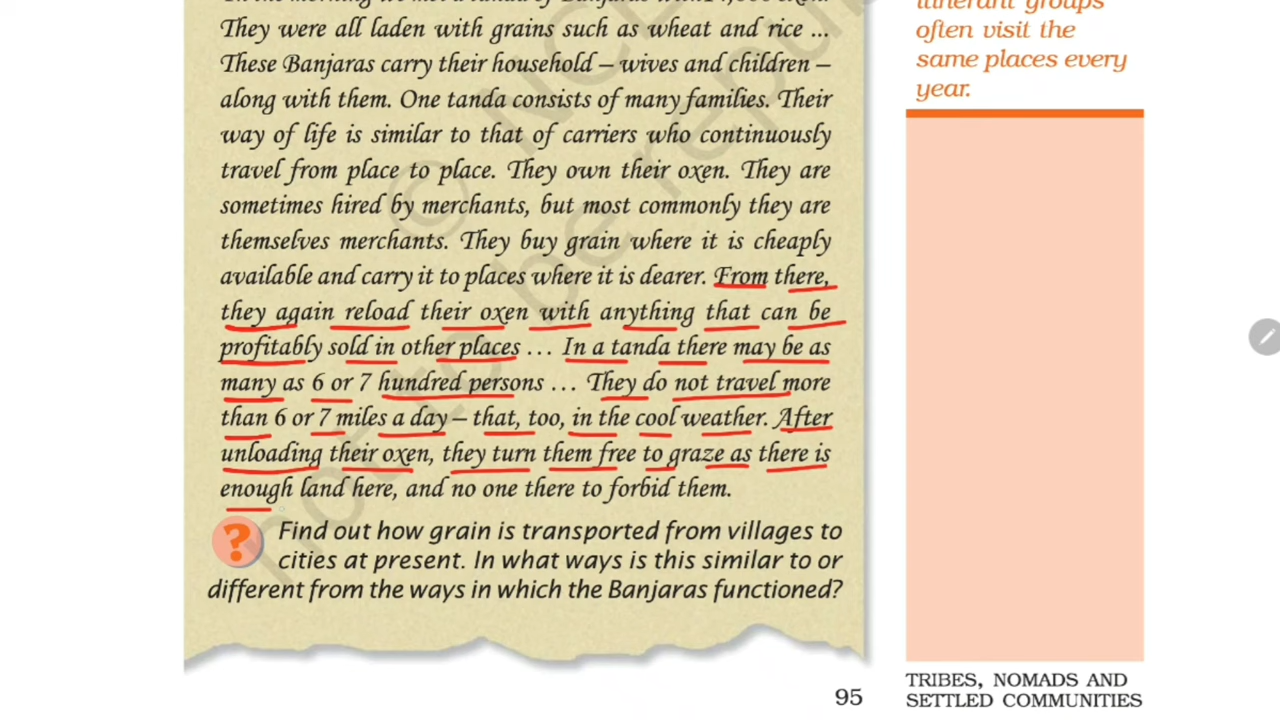 They were all laden with grains such as wheat and rice ...
These Banjaras carry their household – wives and children –
along with them. One tanda consists of many families. Their
way of life is similar to that of carriers who continuously
travel from place to place. They own their oxen. They are
sometimes hired by merchants, but most commonly they are
themselves merchants. They buy grain where it is cheaply
available and carry it to places where it is dearer. From there,
they again reload their oxen with anything that can be
profitably sold in other places ... In a tanda there may be as
many as 6 or 7 hundred persons ... They do not travel more
than 6 or 7 miles a day – that, too, in the cool weather. After
unloading their oxen, they turn them free to graze as there is
enough land here, and no one there to forbid them.
?
Find out how grain is transported from villages to
cities at present. In what ways is this similar to or
different from the ways in which the Banjaras functioned?
itinerant groups
often visit the
same places every
year.
95
TRIBES, NOMADS AND
SETTLED COMMUNITIES